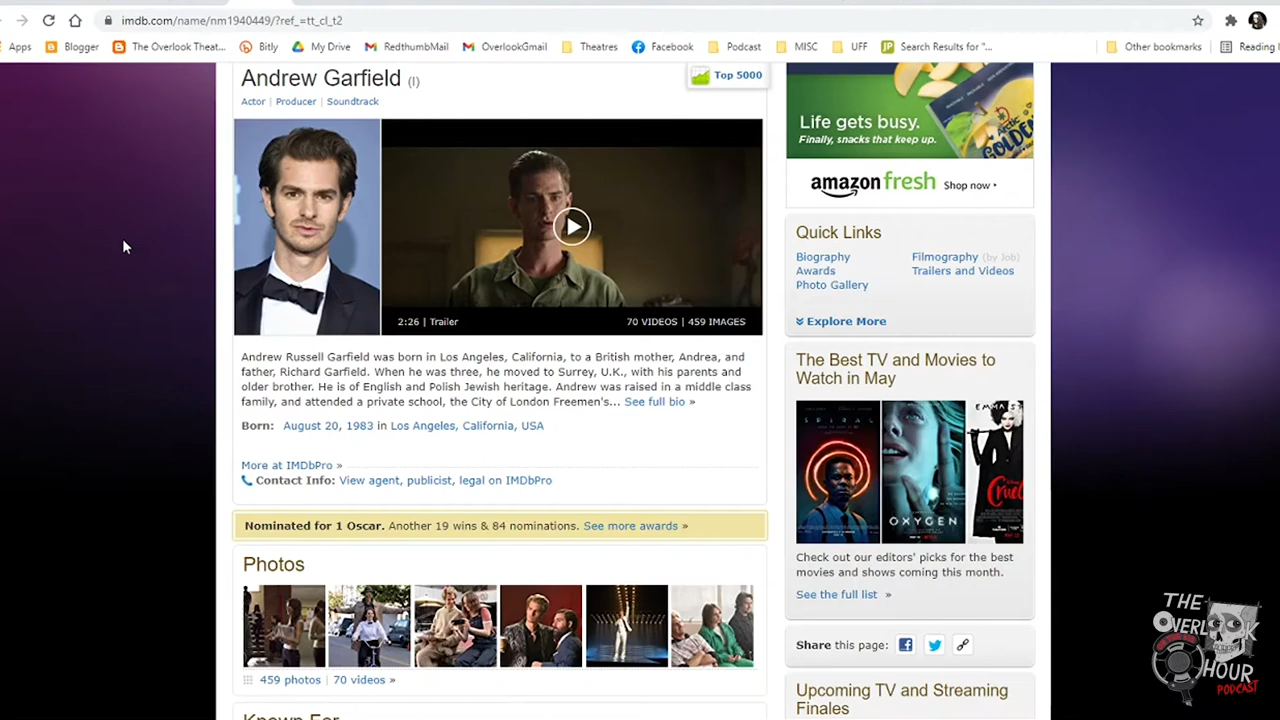 imdb.com/name/nm1940449/?ref_=tt_cl_t2
Apps
Blogger
The Overlook Theat...
Bitly
My Drive
RedthumbMail
OverlookGmail
Theatres
Facebook
Podcast
MISC
UFF
Search Results for "...
Other bookmarks
Reading l
Andrew Garfield (I)
Top 5000
Actor | Producer | Soundtrack
2:26 | Trailer
70 VIDEOS | 459 IMAGES
Andrew Russell Garfield was born in Los Angeles, California, to a British mother, Andrea, and
father, Richard Garfield. When he was three, he moved to Surrey, U.K., with his parents and
older brother. He is of English and Polish Jewish heritage. Andrew was raised in a middle class
family, and attended a private school, the City of London Freemen's... See full bio »
Born: August 20, 1983 in Los Angeles, California, USA
More at IMDbPro »
Contact Info: View agent, publicist, legal on IMDbPro
Nominated for 1 Oscar. Another 19 wins & 84 nominations. See more awards »
Photos
459 photos | 70 videos »
Known For
Life gets busy.
Finally, snacks that keep up.
ARCTIC
GOLDEN
amazonfresh Shop now ▸
Quick Links
Biography
Filmography (by Job)
Awards
Trailers and Videos
Photo Gallery
Explore More
The Best TV and Movies to
Watch in May
SPIRAL
OXYGEN
EMMA S
Cruel
Check out our editors' picks for the best
movies and shows coming this month.
See the full list »
Share this page:
Upcoming TV and Streaming
Finales
THE
OVERLOOK
HOUR
PODCAST